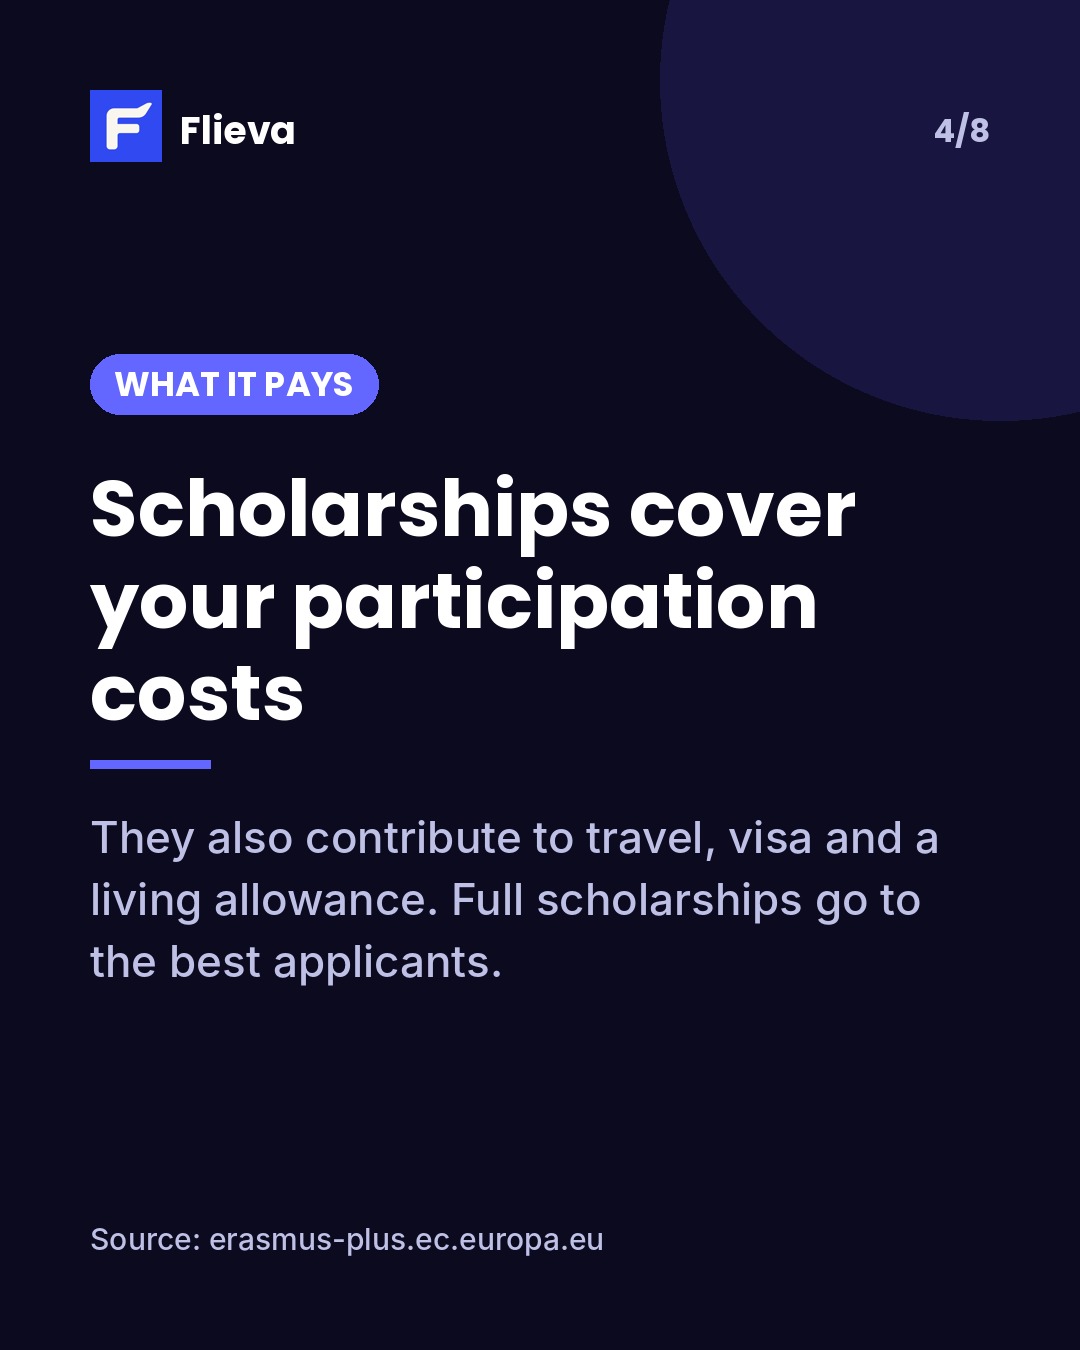 Flieva
4/8
WHAT IT PAYS
Scholarships cover
your participation
costs
They also contribute to travel, visa and a
living allowance. Full scholarships go to
the best applicants.
Source: erasmus-plus.ec.europa.eu